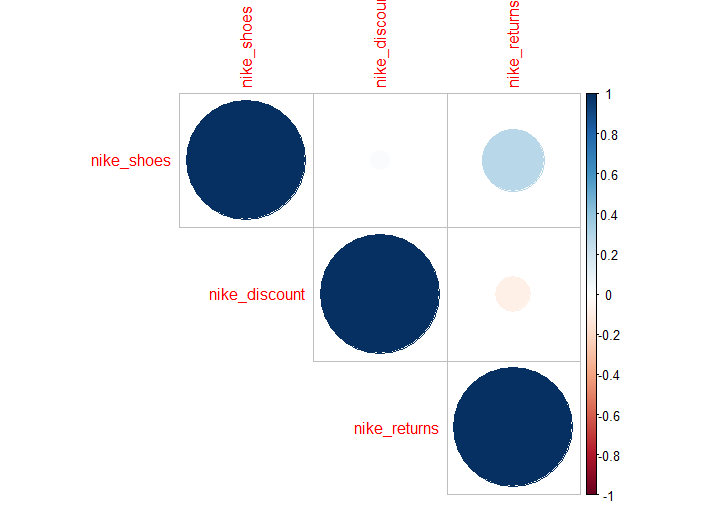 nike_shoes
nike_discou
nike_returns
nike_shoes
nike_discount
nike_returns
1
0.8
0.6
0.4
0.2
0
-0.2
-0.4
-0.6
-0.8
-1